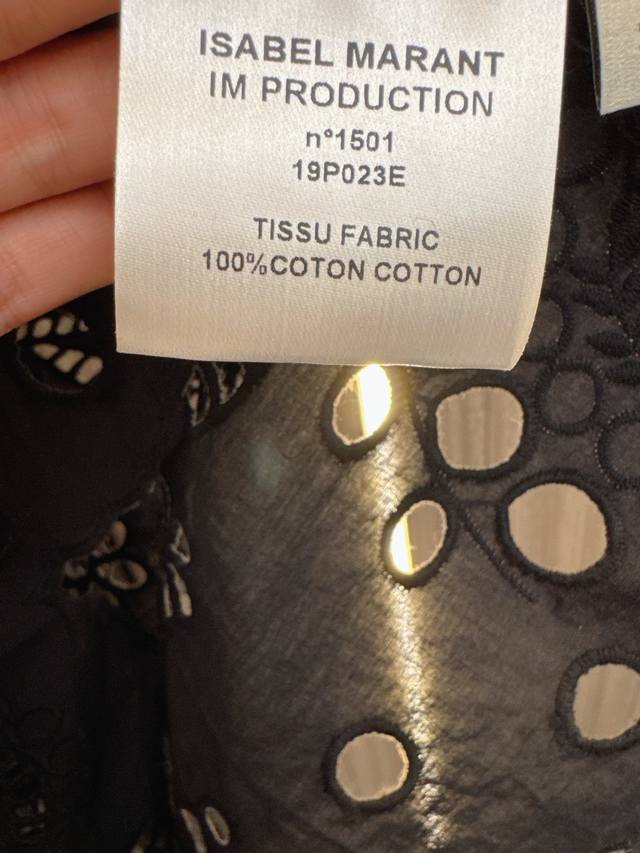 ISABEL MARANT
IM PRODUCTION
n°1501
19P023E
TISSU FABRIC
100%COTON COTTON